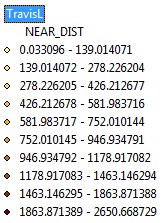 TravisL
NEAR_DIST
0.033096 - 139.014071
139.014072 - 278.226204
278.226205 - 426.212677
426.212678 - 581.983716
581.983717 - 752.010144
752.010145 - 946.934791
946.934792 - 1178.917082
1178.917083 - 1463.146294
1463.146295 - 1863.871388
1863.871389 - 2650.668729